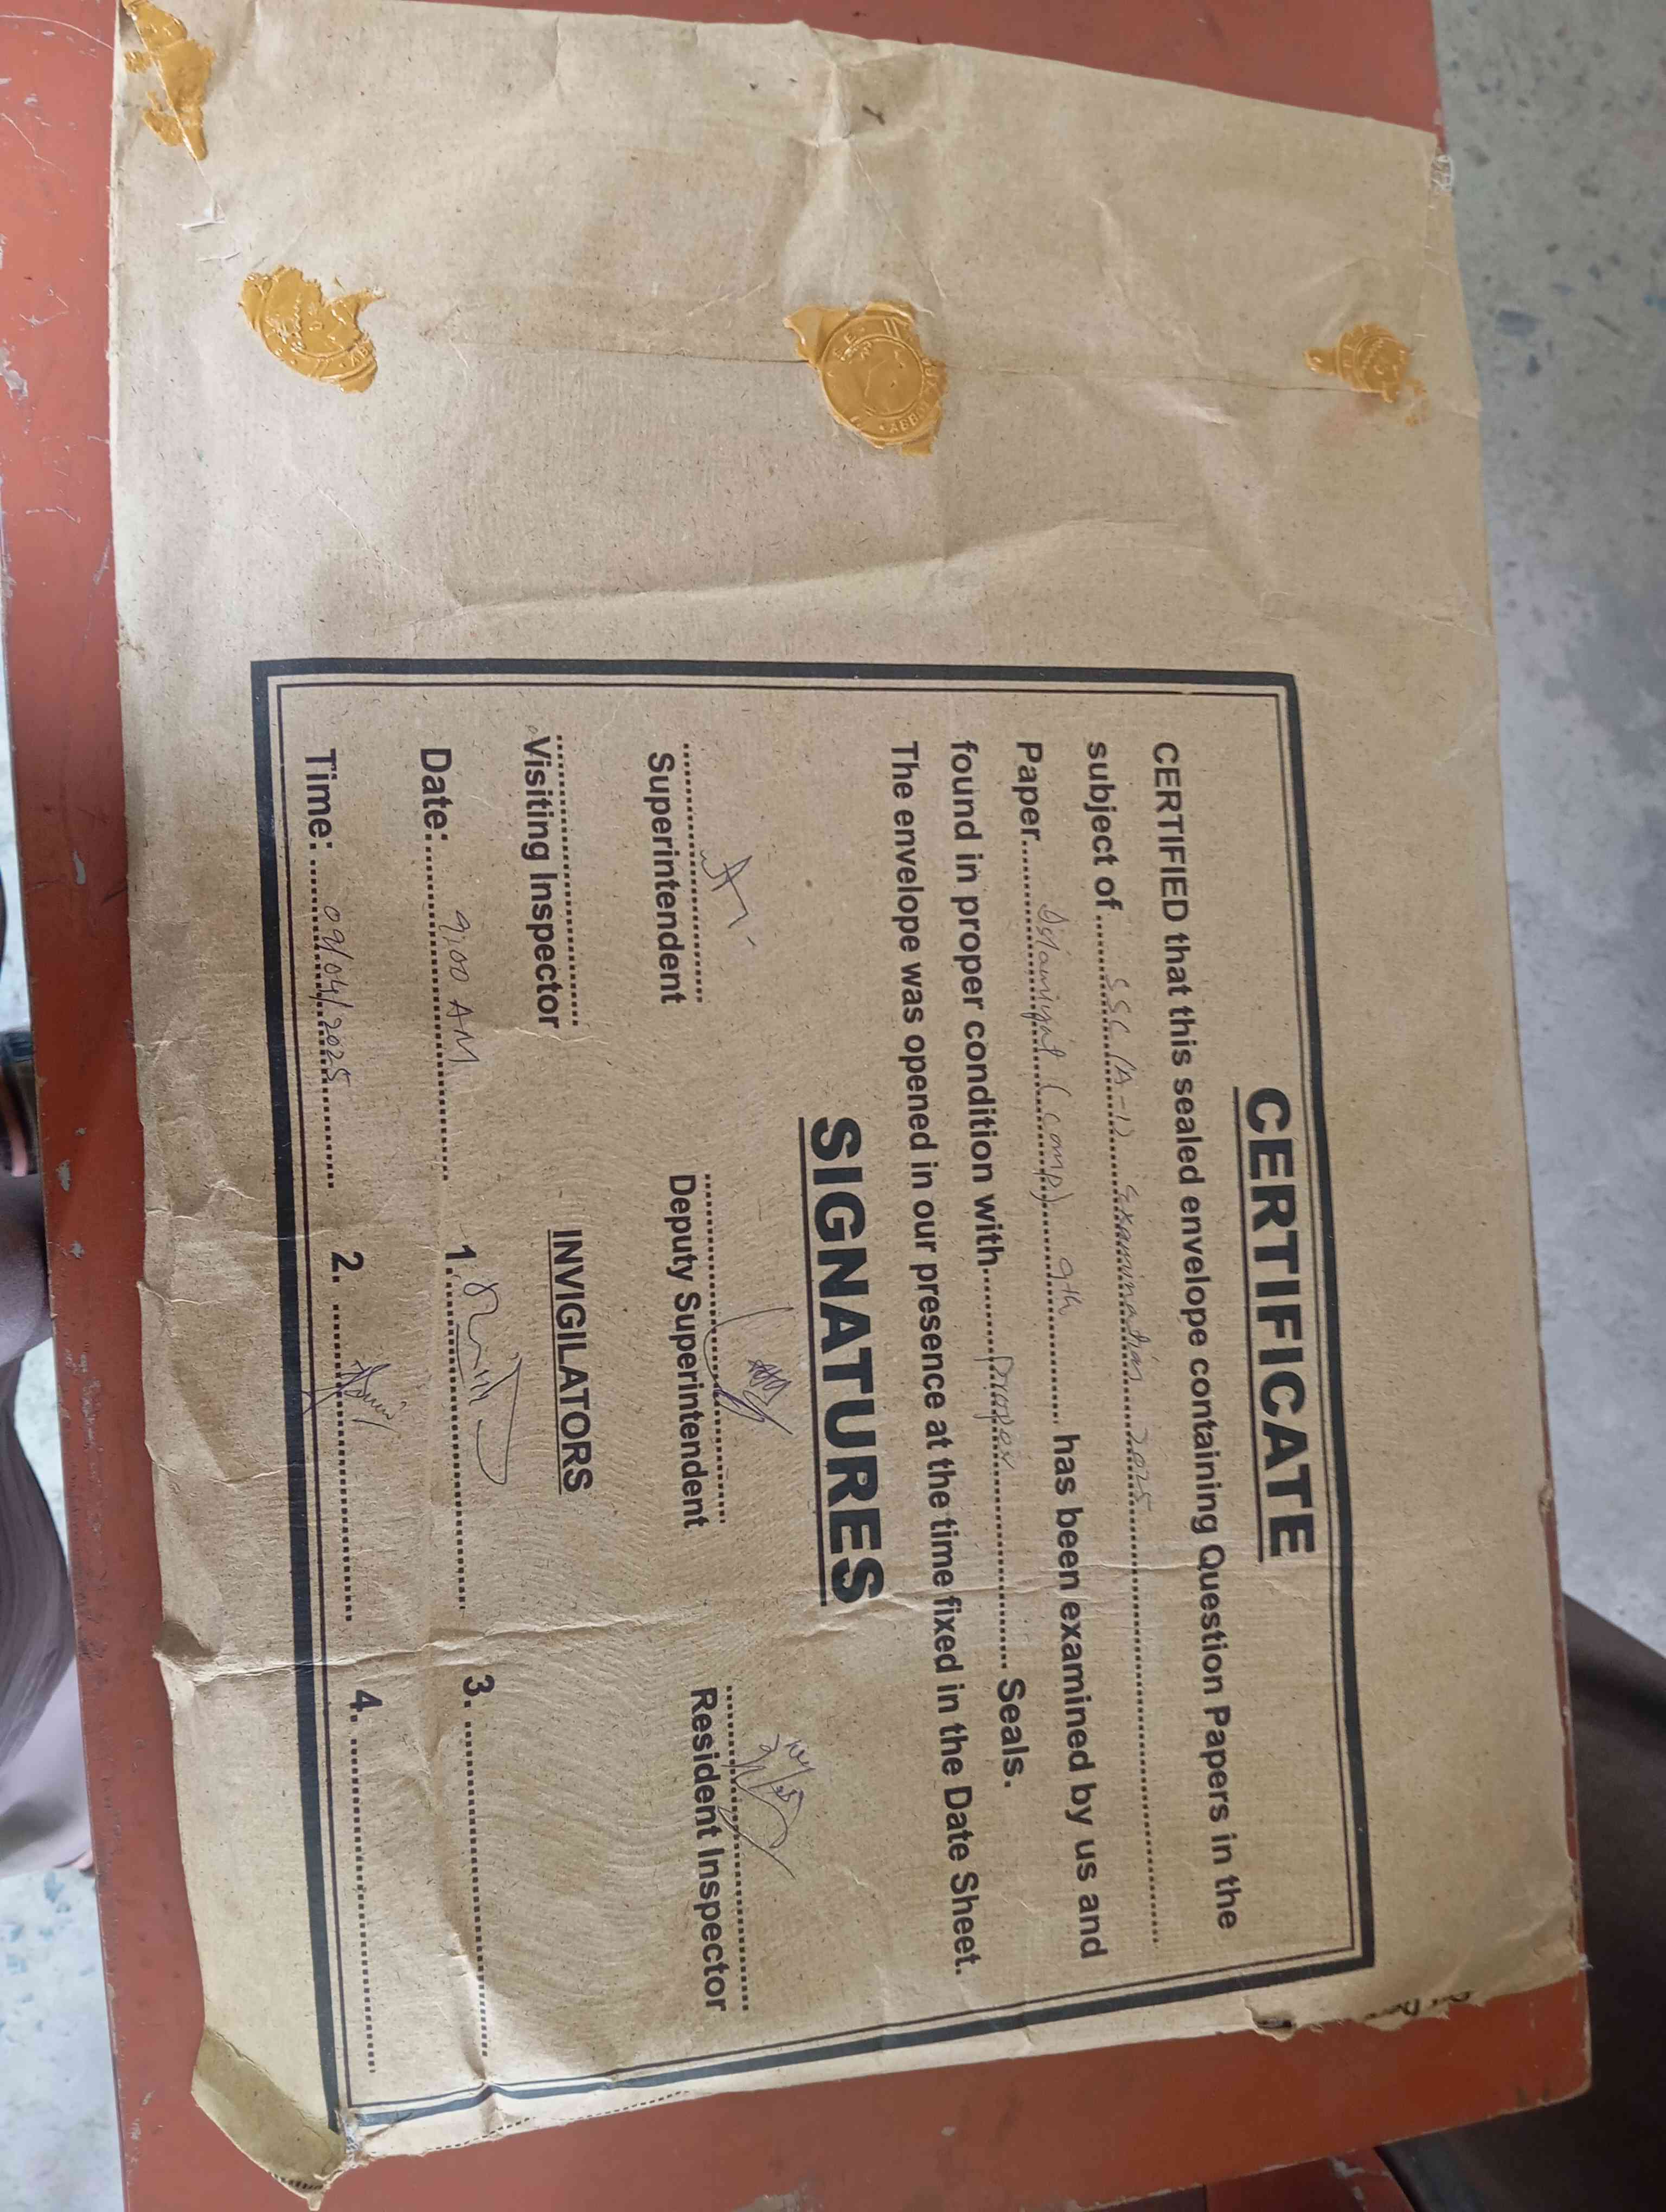 CERTIFICATE
CERTIFIED that this sealed envelope containing Question Papers in the
subject of ..... SSC (A-1) Examination 2025
Paper ..... Islamiyat (Comp) 9th ..... has been examined by us and
found in proper condition with ..... Proper ..... Seals.
The envelope was opened in our presence at the time fixed in the Date Sheet.
SIGNATURES
Superintendent Deputy Superintendent Resident Inspector
Visiting Inspector INVIGILATORS
Date: 9:00 AM 1. 3.
Time: 09/04/2025 2. 4.